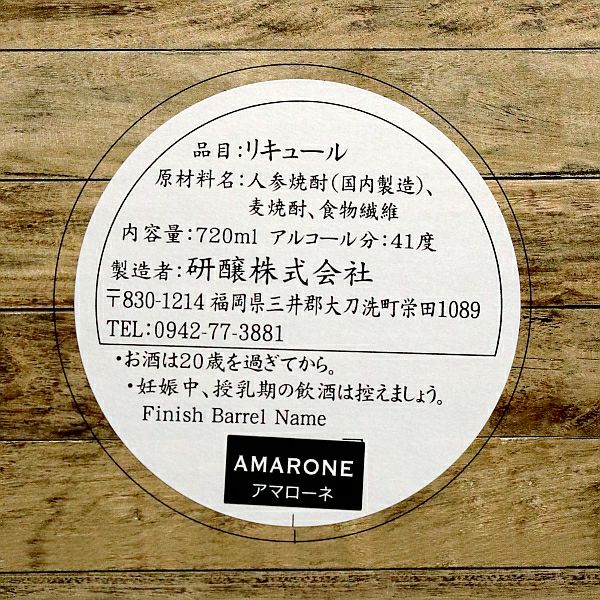 品目:リキュール
原材料名:人参焼酎(国内製造)、
麦焼酎、食物繊維
内容量:720ml アルコール分:41度
製造者:研醸株式会社
〒830-1214 福岡県三井郡大刀洗町栄田1089
TEL:0942-77-3881
・お酒は20歳を過ぎてから。
・妊娠中、授乳期の飲酒は控えましょう。
Finish Barrel Name
AMARONE
アマローネ